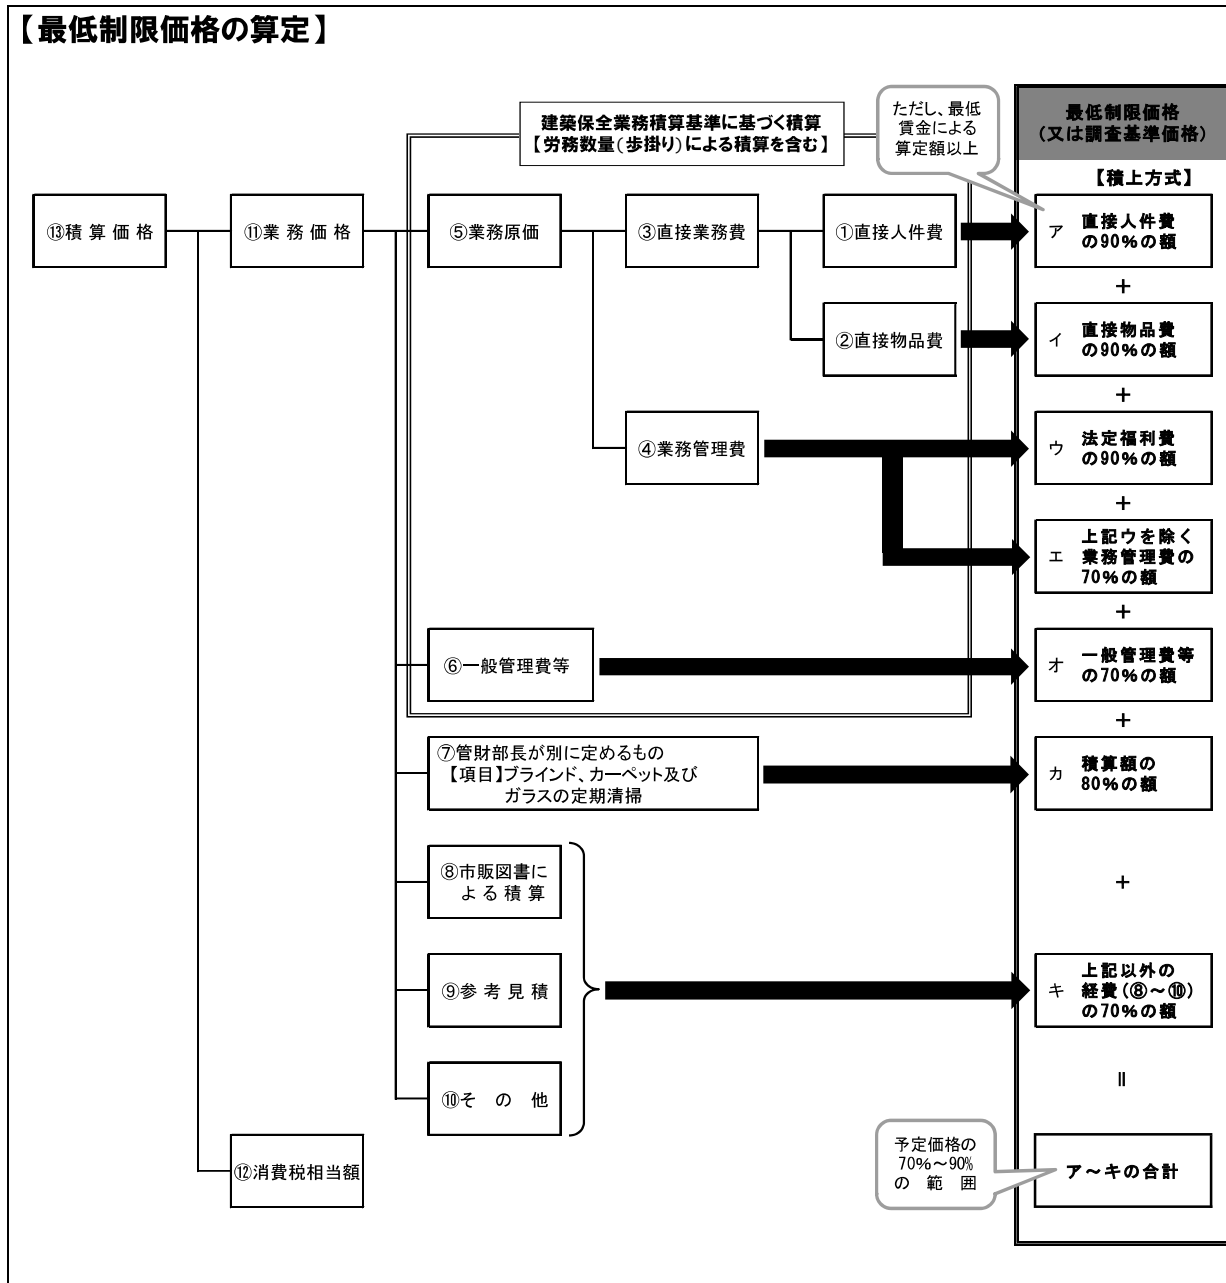 【最低制限価格の算定】
建築保全業務積算基準に基づく積算
【労務数量(歩掛り)による積算を含む】
ただし、最低
賃金による
算定額以上
最低制限価格
(又は調査基準価格)
【積上方式】
⑬積算価格
⑪業務価格
⑤業務原価
③直接業務費
①直接人件費
ア 直接人件費
の90%の額
+
②直接物品費
イ 直接物品費
の90%の額
+
④業務管理費
ウ 法定福利費
の90%の額
+
エ 上記ウを除く
業務管理費の
70%の額
+
⑥一般管理費等
オ 一般管理費等
の70%の額
+
⑦管財部長が別に定めるもの
【項目】ブラインド、カーペット及び
ガラスの定期清掃
カ 積算額の
80%の額
+
⑧市販図書に
よる積算
⑨参考見積
キ 上記以外の
経費(⑧~⑩)
の70%の額
⑩その他
=
⑫消費税相当額
予定価格の
70%~90%
の範囲
ア~キの合計